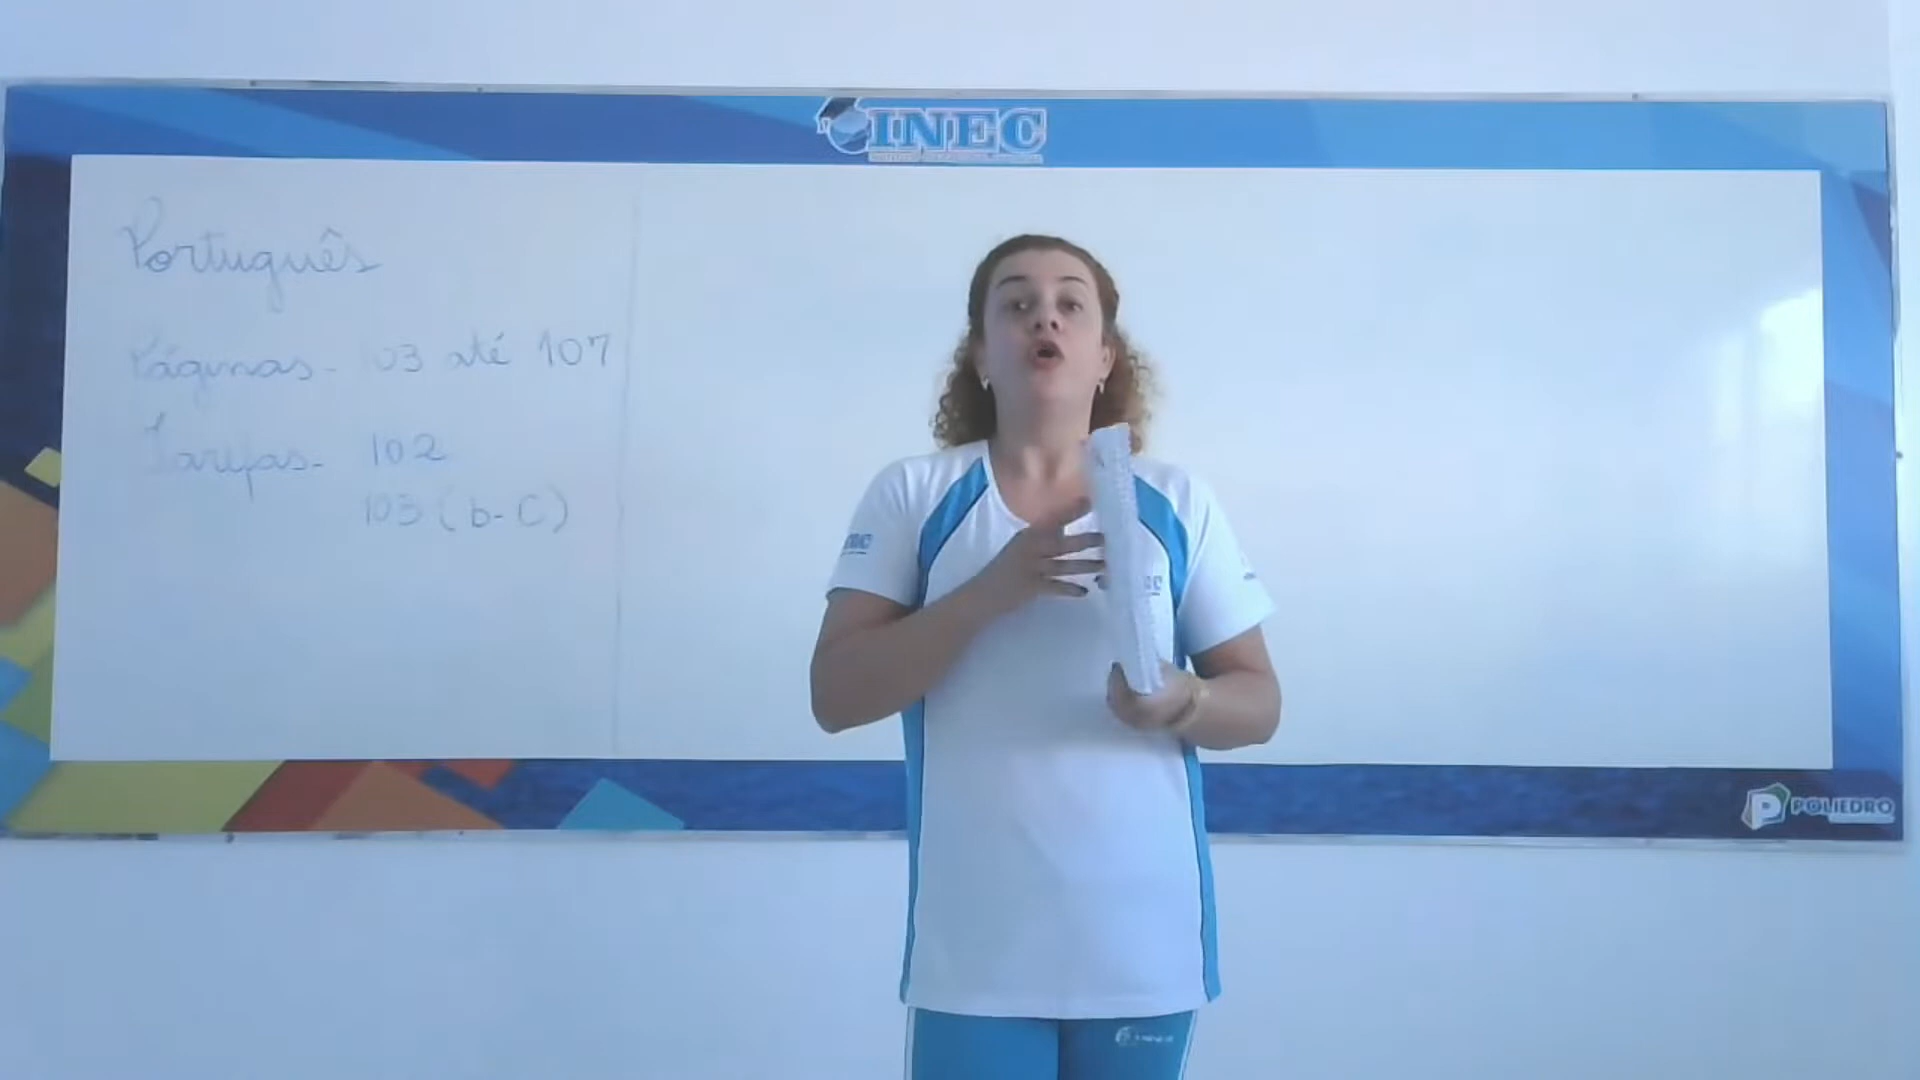 INEC
Português
Páginas - 103 até 107
Tarefas - 102
103 (b-C)
POLIEDRO